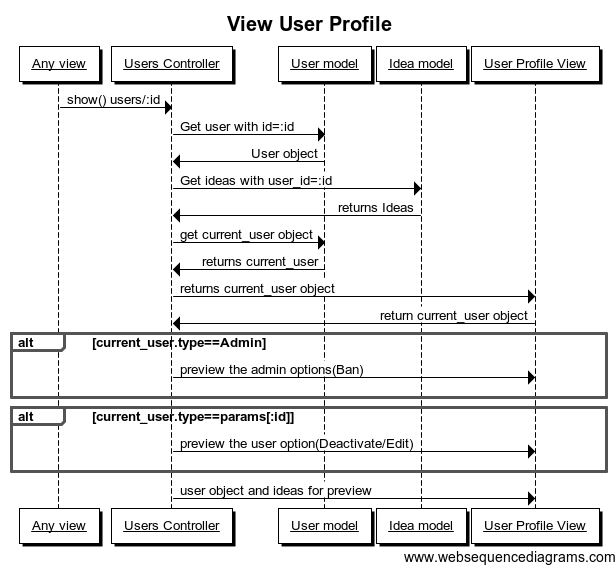 View User Profile
Any view
Users Controller
User model
Idea model
User Profile View
show() users/:id
Get user with id=:id
User object
Get ideas with user_id=:id
returns Ideas
get current_user object
returns current_user
returns current_user object
return current_user object
alt [current_user.type==Admin]
preview the admin options(Ban)
alt [current_user.type==params[:id]]
preview the user option(Deactivate/Edit)
user object and ideas for preview
Any view
Users Controller
User model
Idea model
User Profile View
www.websequencediagrams.com